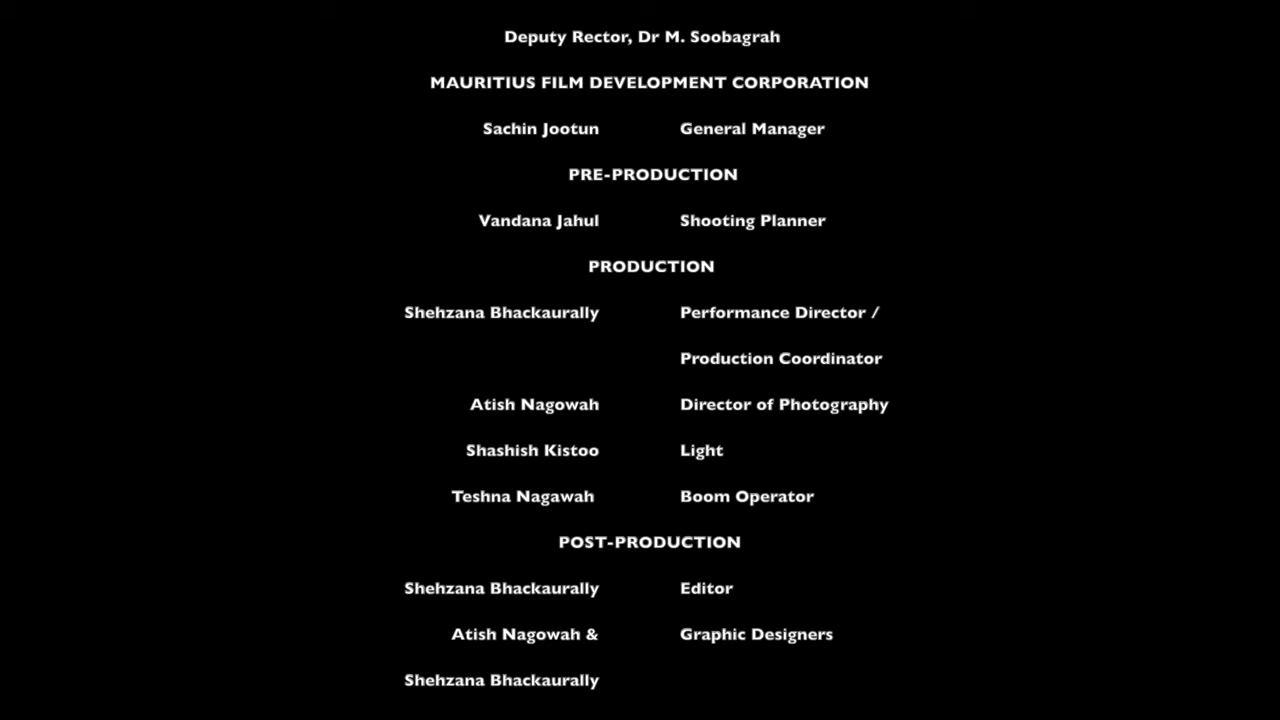 Deputy Rector, Dr M. Soobagrah
MAURITIUS FILM DEVELOPMENT CORPORATION
Sachin Jootun General Manager
PRE-PRODUCTION
Vandana Jahul Shooting Planner
PRODUCTION
Shehzana Bhackaurally Performance Director /
Production Coordinator
Atish Nagowah Director of Photography
Shashish Kistoo Light
Teshna Nagawah Boom Operator
POST-PRODUCTION
Shehzana Bhackaurally Editor
Atish Nagowah & Graphic Designers
Shehzana Bhackaurally